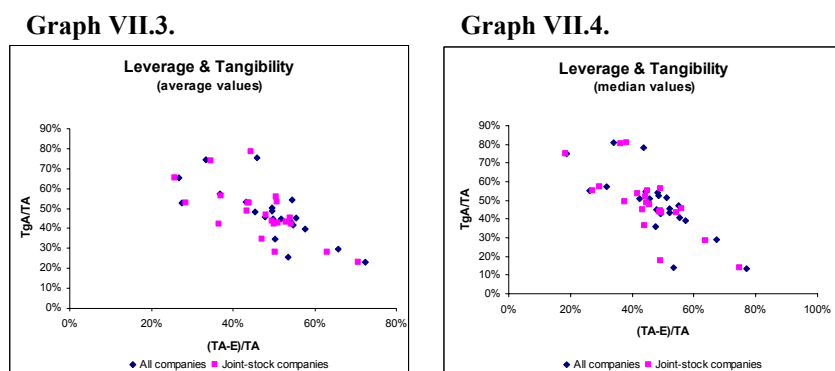 Graph VII.3.
Leverage & Tangibility
(average values)
90%
80%
70%
60%
50%
40%
30%
20%
10%
0%
TgA/TA
0% 20% 40% 60% 80%
(TA-E)/TA
All companies Joint-stock companies
Graph VII.4.
Leverage & Tangibility
(median values)
90%
80%
70%
60%
50%
40%
30%
20%
10%
0%
TgA/TA
0% 20% 40% 60% 80% 100%
(TA-E)/TA
All companies Joint-stock companies